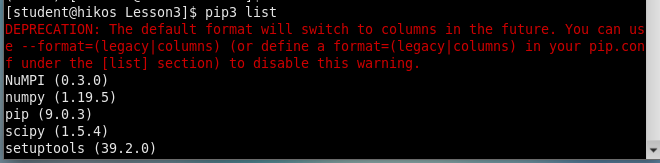 [student@hikos Lesson3]$ pip3 list
DEPRECATION: The default format will switch to columns in the future. You can us
e --format=(legacy|columns) (or define a format=(legacy|columns) in your pip.con
f under the [list] section) to disable this warning.
NuMPI (0.3.0)
numpy (1.19.5)
pip (9.0.3)
scipy (1.5.4)
setuptools (39.2.0)